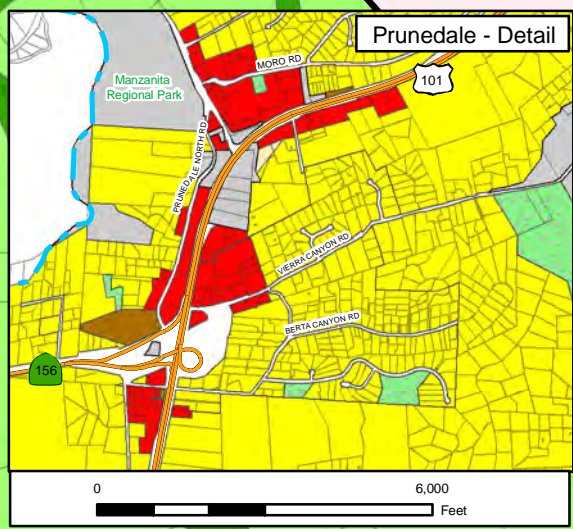 Prunedale - Detail
MORO RD
101
Manzanita
Regional Park
PRUNEDALE NORTH RD
VIERRA CANYON RD
BERTA CANYON RD
156
0
6,000
Feet